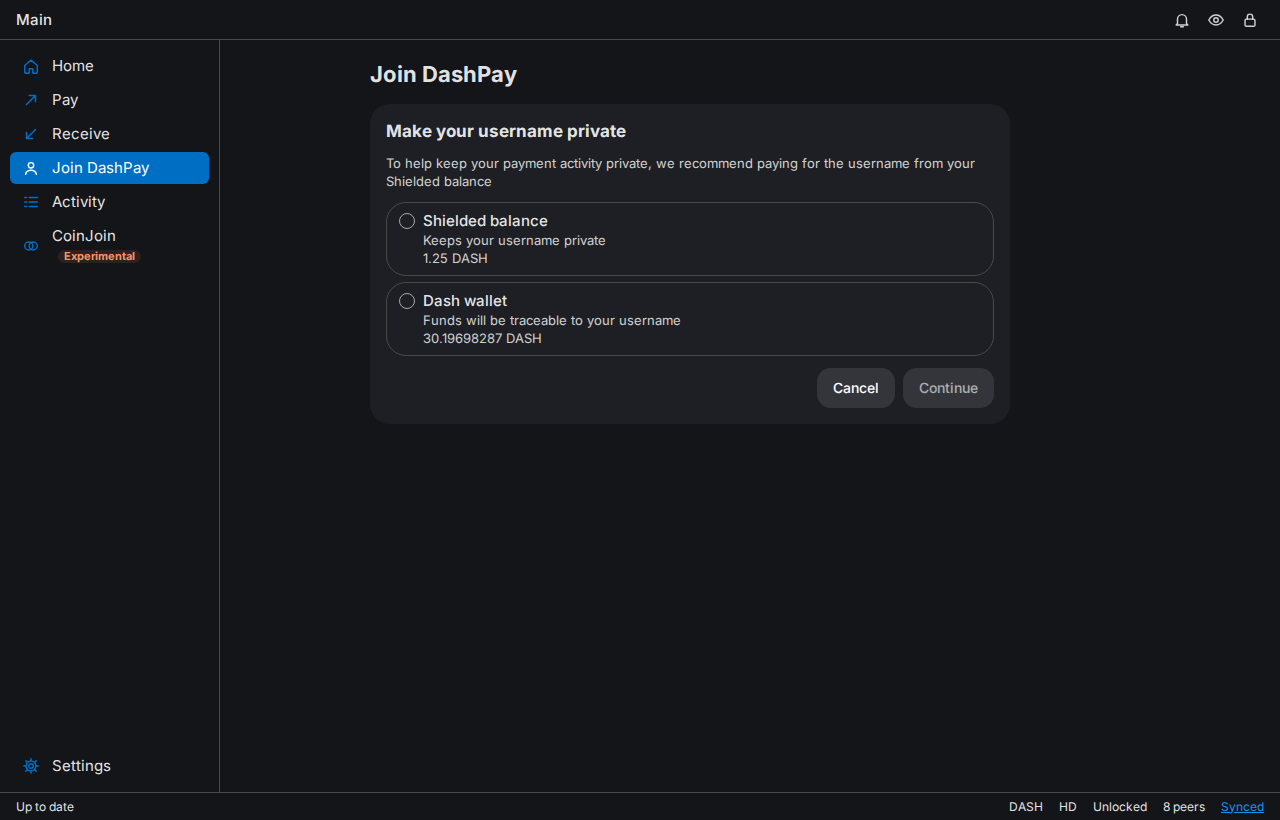 Main
Home
Pay
Receive
Join DashPay
Activity
CoinJoin
Experimental
Settings
Join DashPay
Make your username private
To help keep your payment activity private, we recommend paying for the username from your
Shielded balance
Shielded balance
Keeps your username private
1.25 DASH
Dash wallet
Funds will be traceable to your username
30.19698287 DASH
Cancel Continue
Up to date DASH HD Unlocked 8 peers Synced